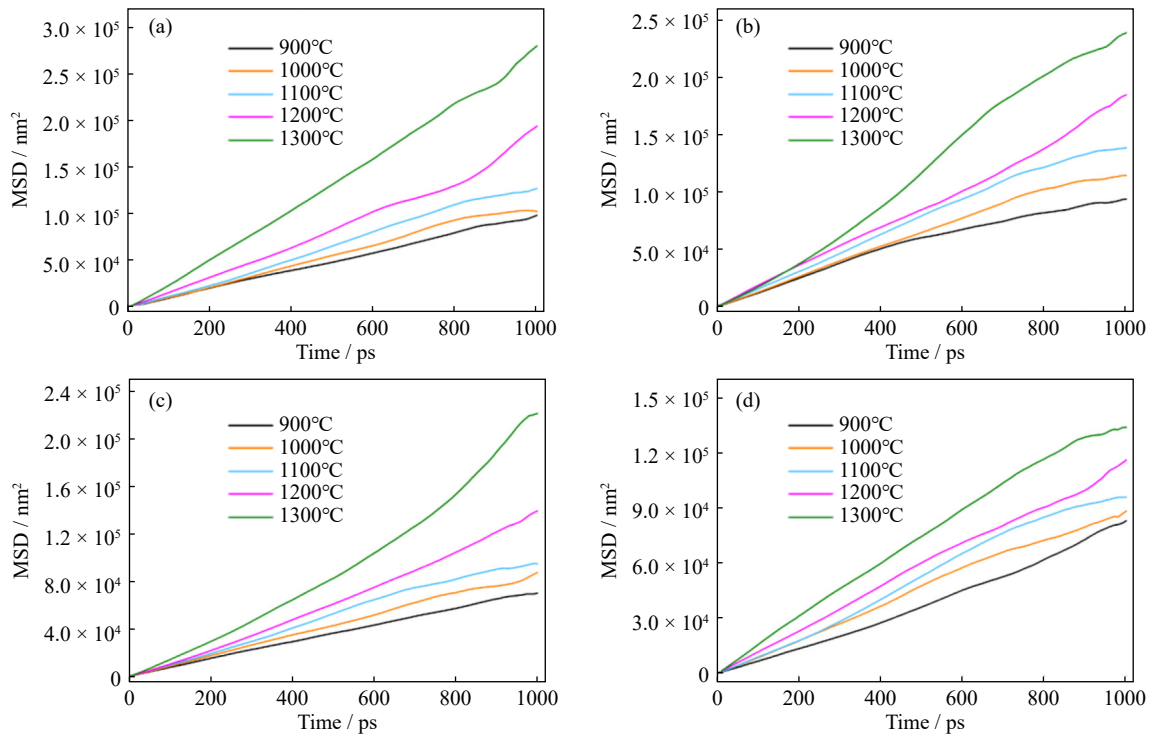 (a)
3.0 × 10⁵
2.5 × 10⁵
2.0 × 10⁵
1.5 × 10⁵
1.0 × 10⁵
5.0 × 10⁴
0
MSD / nm²
900°C
1000°C
1100°C
1200°C
1300°C
0 200 400 600 800 1000
Time / ps
(b)
2.5 × 10⁵
2.0 × 10⁵
1.5 × 10⁵
1.0 × 10⁵
5.0 × 10⁴
0
MSD / nm²
900°C
1000°C
1100°C
1200°C
1300°C
0 200 400 600 800 1000
Time / ps
(c)
2.4 × 10⁵
2.0 × 10⁵
1.6 × 10⁵
1.2 × 10⁵
8.0 × 10⁴
4.0 × 10⁴
0
MSD / nm²
900°C
1000°C
1100°C
1200°C
1300°C
0 200 400 600 800 1000
Time / ps
(d)
1.5 × 10⁵
1.2 × 10⁵
9.0 × 10⁴
6.0 × 10⁴
3.0 × 10⁴
0
MSD / nm²
900°C
1000°C
1100°C
1200°C
1300°C
0 200 400 600 800 1000
Time / ps